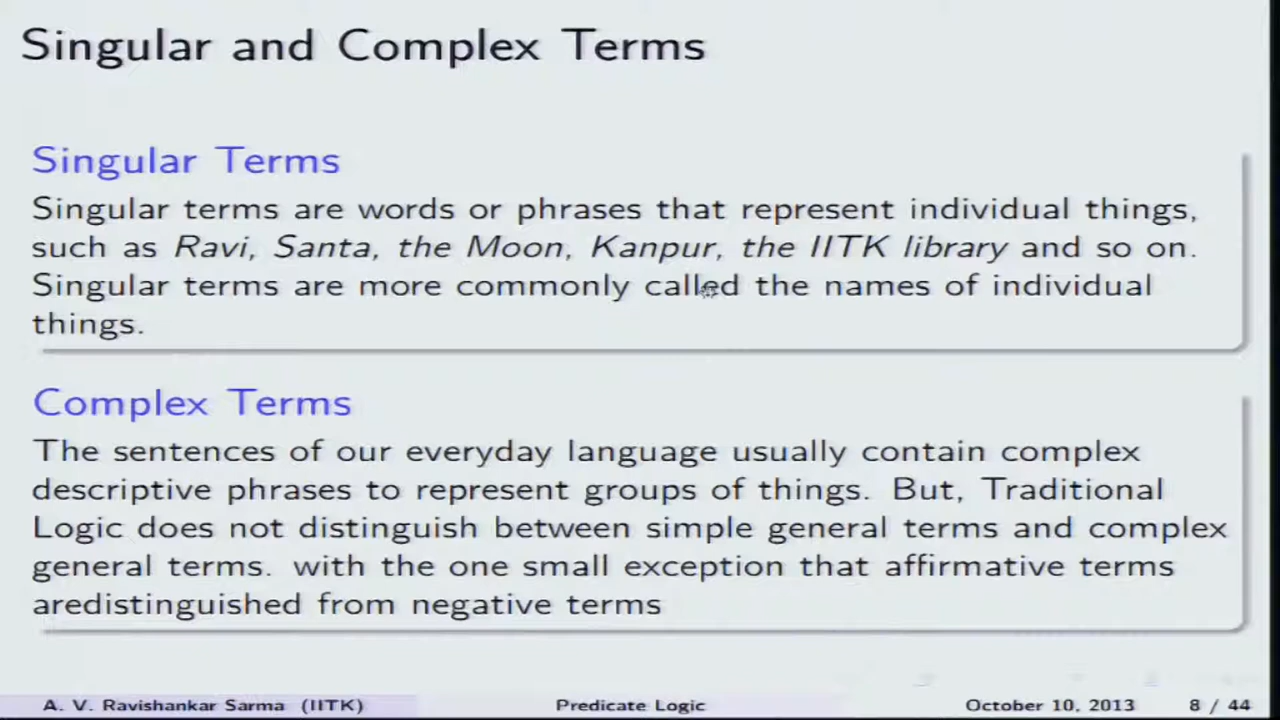 Singular and Complex Terms
Singular Terms
Singular terms are words or phrases that represent individual things,
such as Ravi, Santa, the Moon, Kanpur, the IITK library and so on.
Singular terms are more commonly called the names of individual
things.
Complex Terms
The sentences of our everyday language usually contain complex
descriptive phrases to represent groups of things. But, Traditional
Logic does not distinguish between simple general terms and complex
general terms. with the one small exception that affirmative terms
aredistinguished from negative terms
A. V. Ravishankar Sarma (IITK) Predicate Logic October 10, 2013 8 / 44